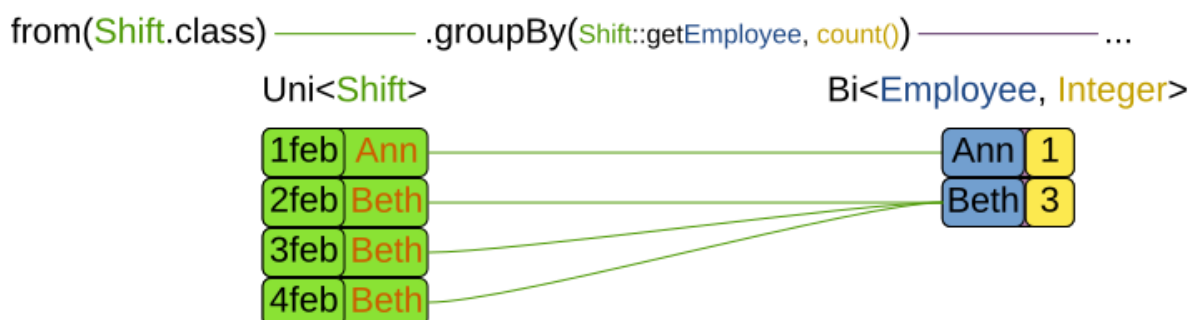 from(Shift.class) .groupBy(Shift::getEmployee, count()) ...
Uni<Shift> Bi<Employee, Integer>
1feb Ann Ann 1
2feb Beth Beth 3
3feb Beth
4feb Beth